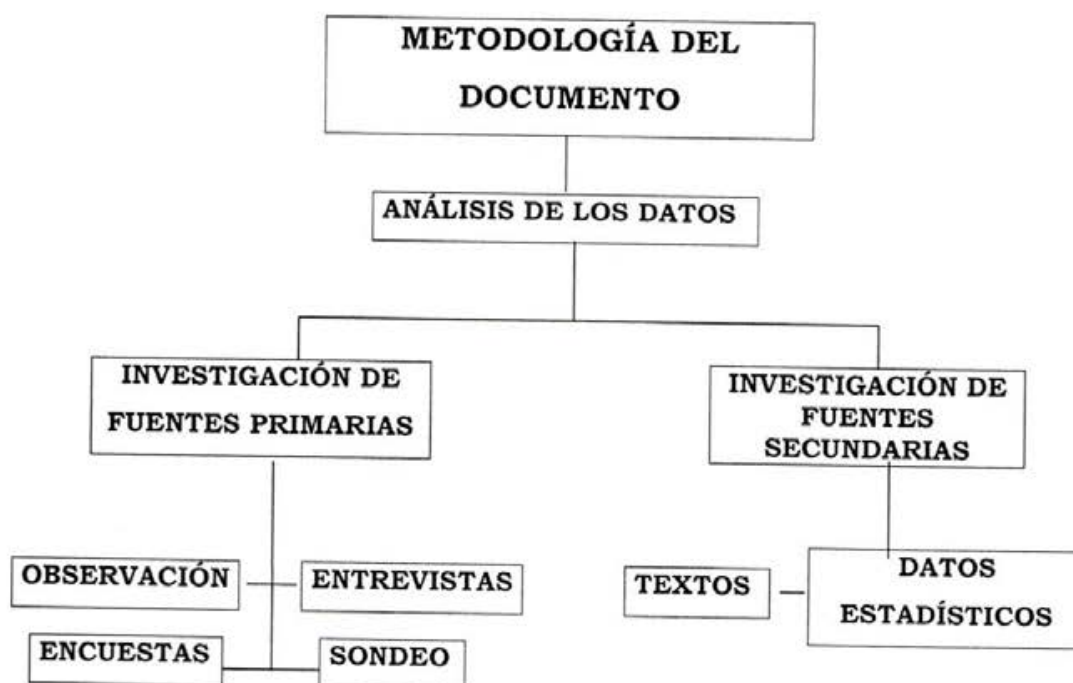 METODOLOGÍA DEL
DOCUMENTO
ANÁLISIS DE LOS DATOS
INVESTIGACIÓN DE
FUENTES PRIMARIAS
INVESTIGACIÓN DE
FUENTES
SECUNDARIAS
OBSERVACIÓN
ENTREVISTAS
ENCUESTAS
SONDEO
TEXTOS
DATOS
ESTADÍSTICOS